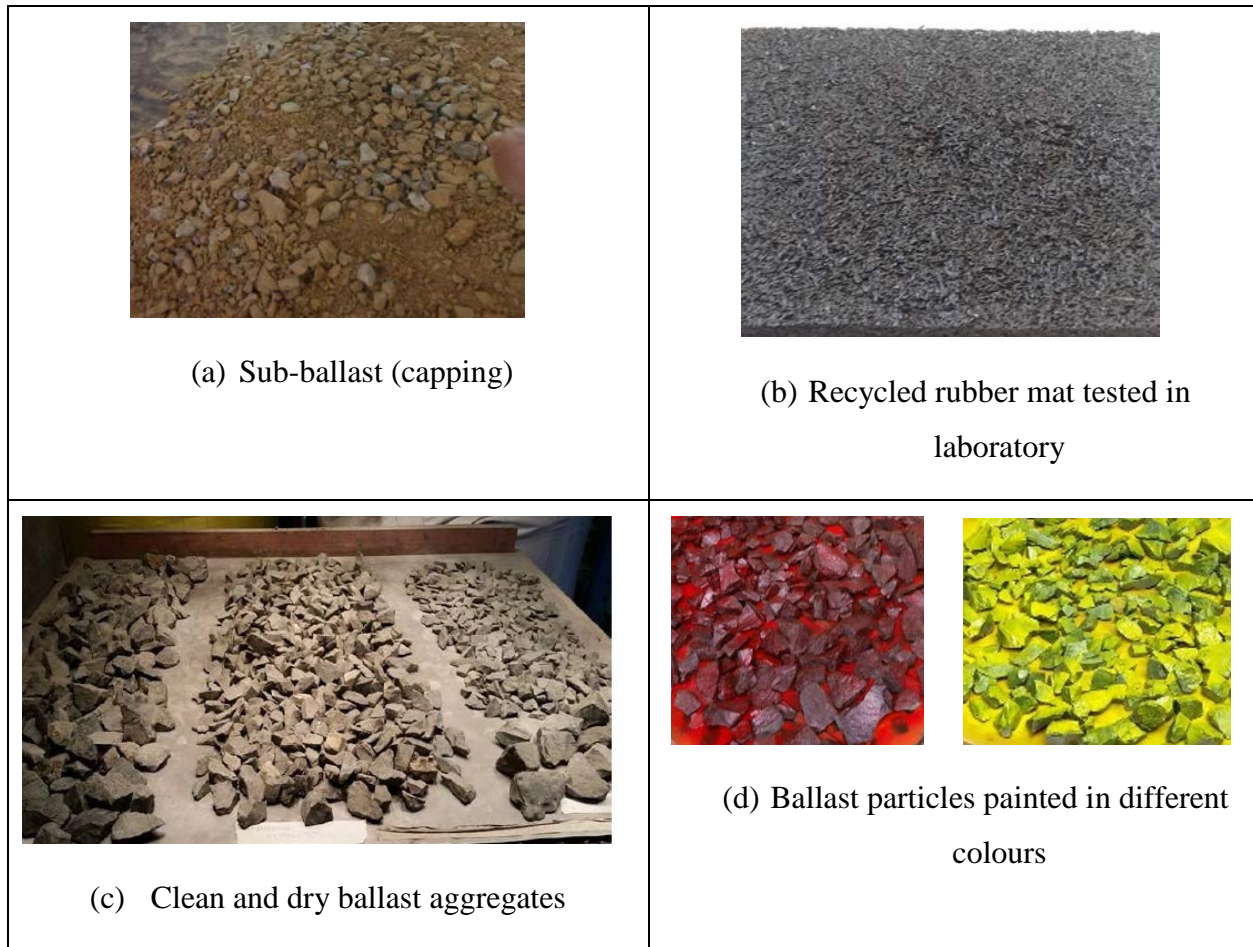 (a) Sub-ballast (capping)
(b) Recycled rubber mat tested in
laboratory
(c) Clean and dry ballast aggregates
(d) Ballast particles painted in different
colours